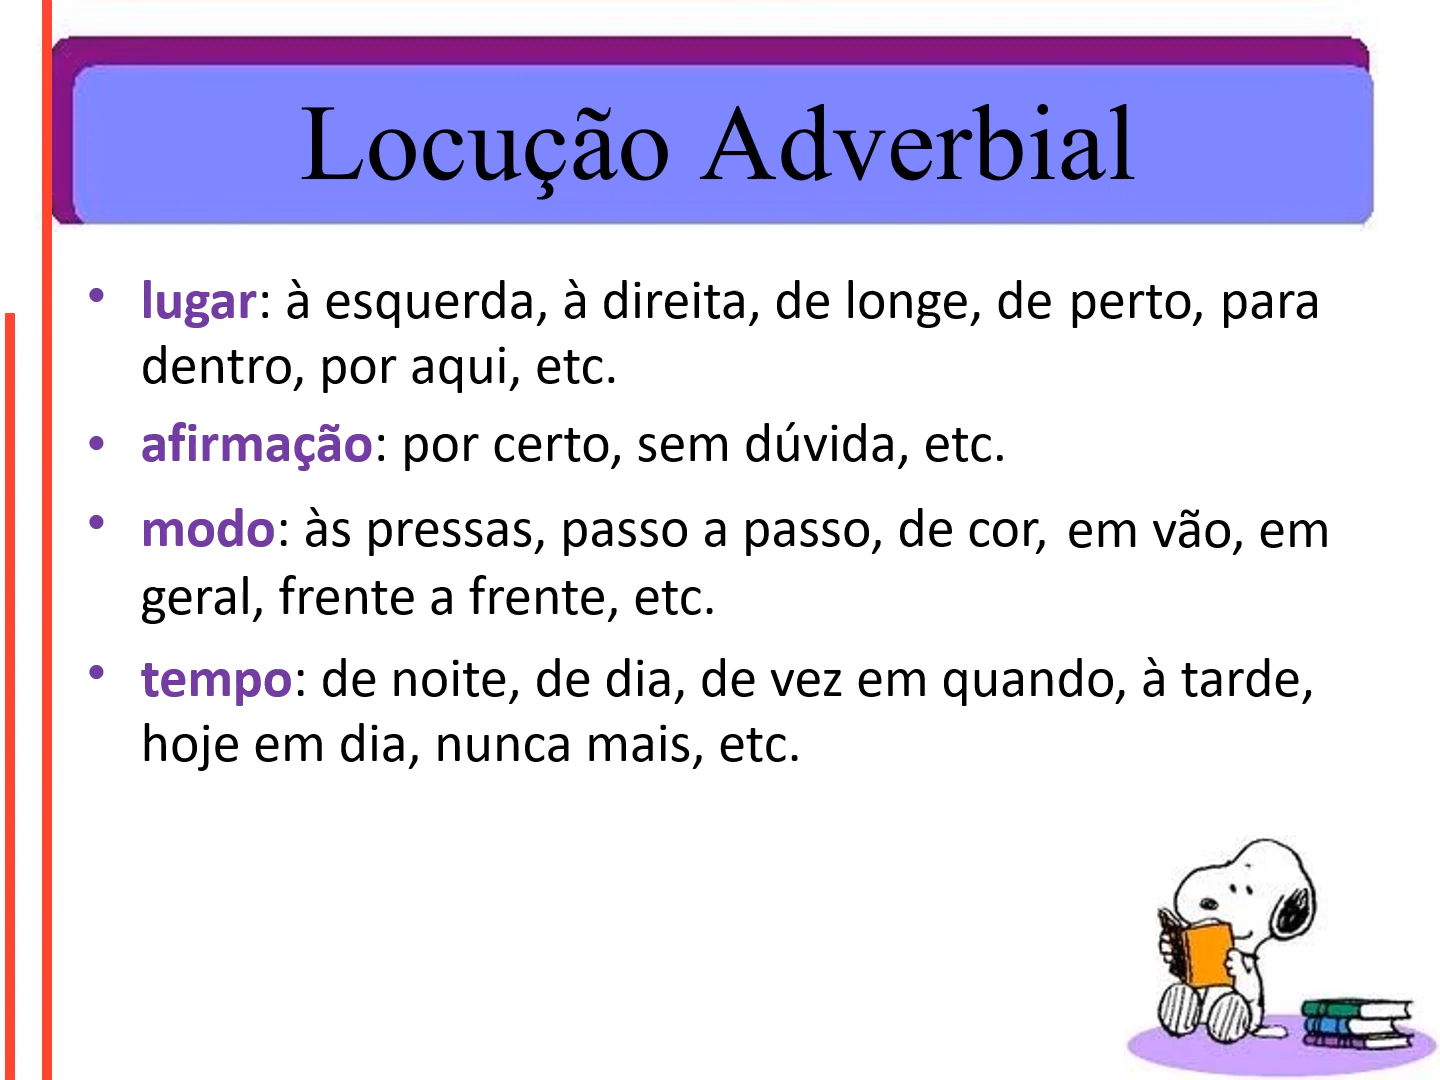 Locução Adverbial
• lugar: à esquerda, à direita, de longe, de perto, para
dentro, por aqui, etc.
• afirmação: por certo, sem dúvida, etc.
• modo: às pressas, passo a passo, de cor, em vão, em
geral, frente a frente, etc.
• tempo: de noite, de dia, de vez em quando, à tarde,
hoje em dia, nunca mais, etc.